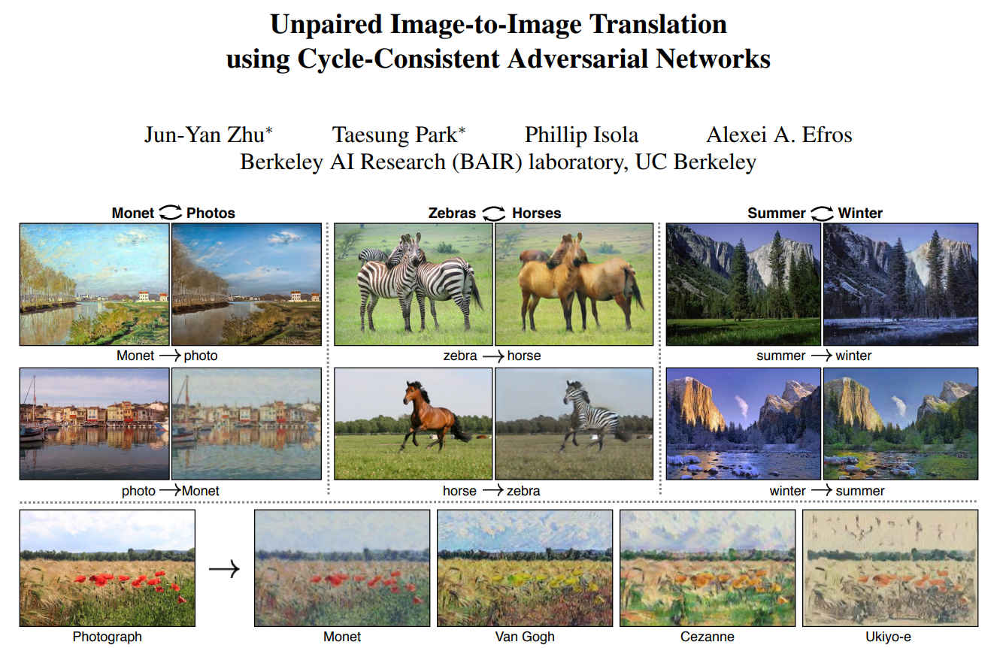 Unpaired Image-to-Image Translation
using Cycle-Consistent Adversarial Networks
Jun-Yan Zhu* Taesung Park* Phillip Isola Alexei A. Efros
Berkeley AI Research (BAIR) laboratory, UC Berkeley
Monet Photos
Zebras Horses
Summer Winter
Monet → photo
zebra → horse
summer → winter
photo → Monet
horse → zebra
winter → summer
Photograph
Monet
Van Gogh
Cezanne
Ukiyo-e